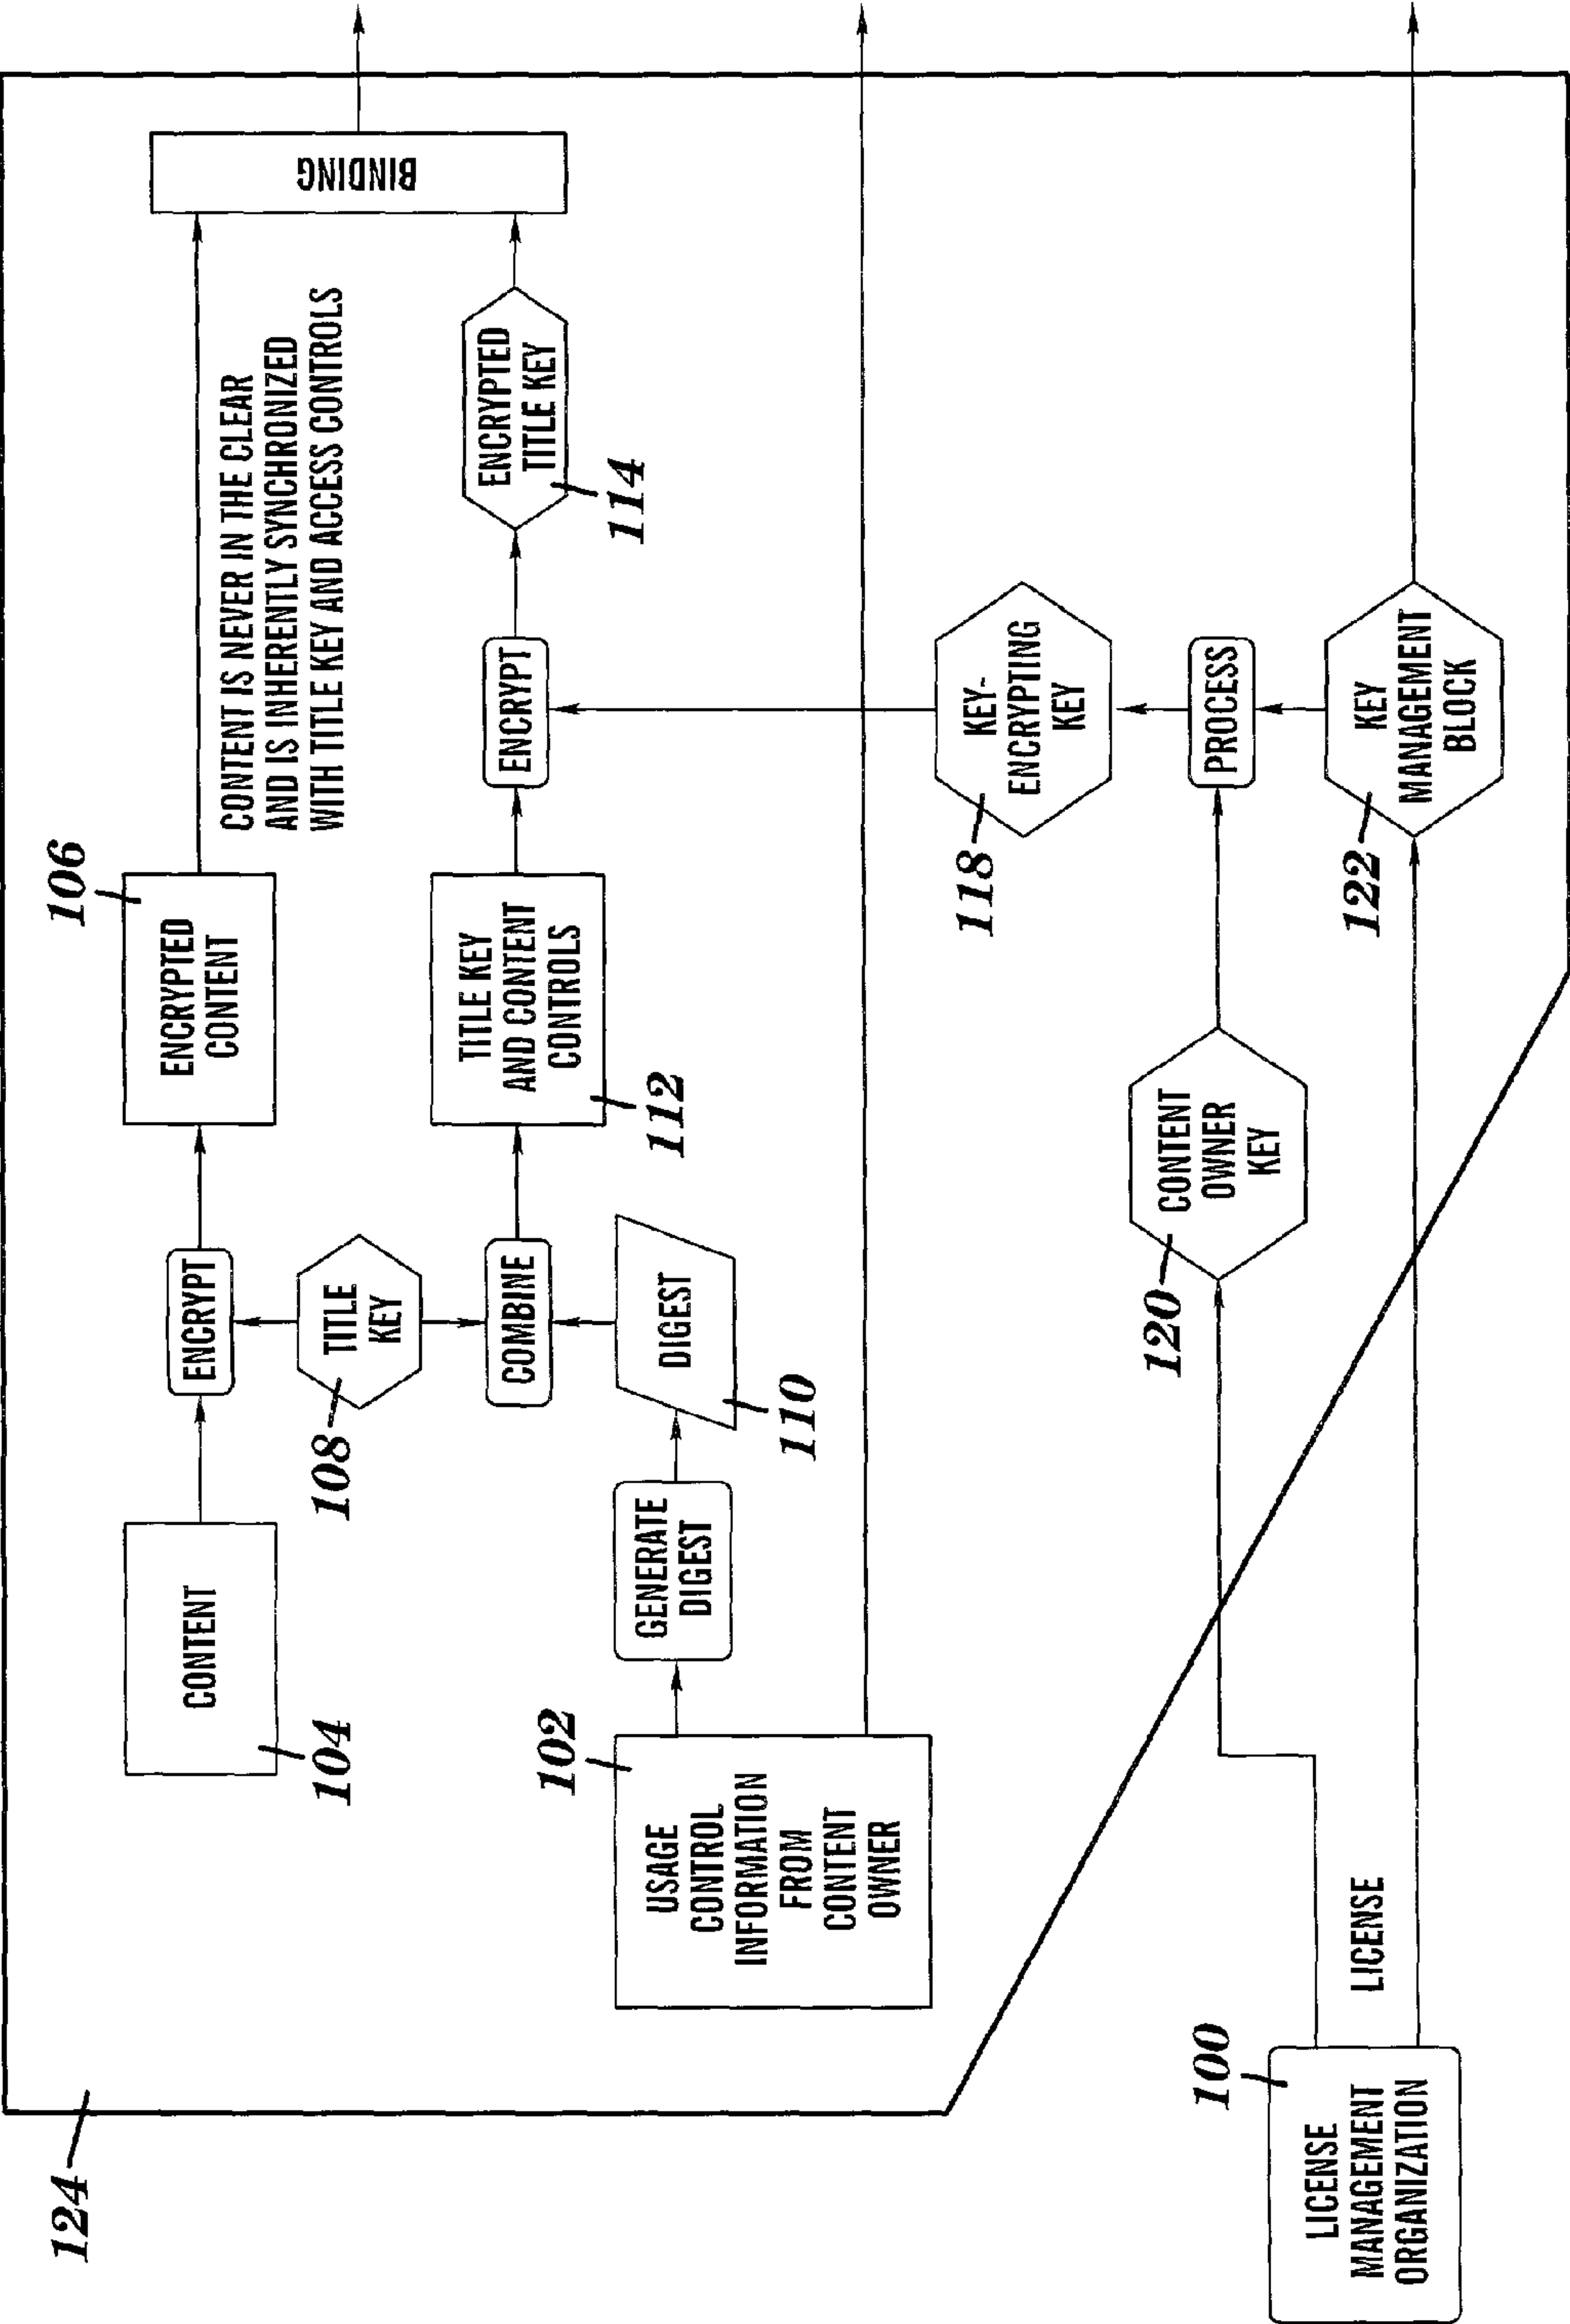 124
CONTENT
104
ENCRYPT
ENCRYPTED
CONTENT
106
TITLE
KEY
108
CONTENT IS NEVER IN THE CLEAR
AND IS INHERENTLY SYNCHRONIZED
WITH TITLE KEY AND ACCESS CONTROLS
BINDING
COMBINE
TITLE KEY
AND CONTENT
CONTROLS
112
ENCRYPT
ENCRYPTED
TITLE KEY
114
USAGE
CONTROL
INFORMATION
FROM
CONTENT
OWNER
102
GENERATE
DIGEST
DIGEST
110
KEY-
ENCRYPTING
KEY
118
CONTENT
OWNER
KEY
120
PROCESS
LICENSE
MANAGEMENT
ORGANIZATION
100
LICENSE
KEY
MANAGEMENT
BLOCK
122